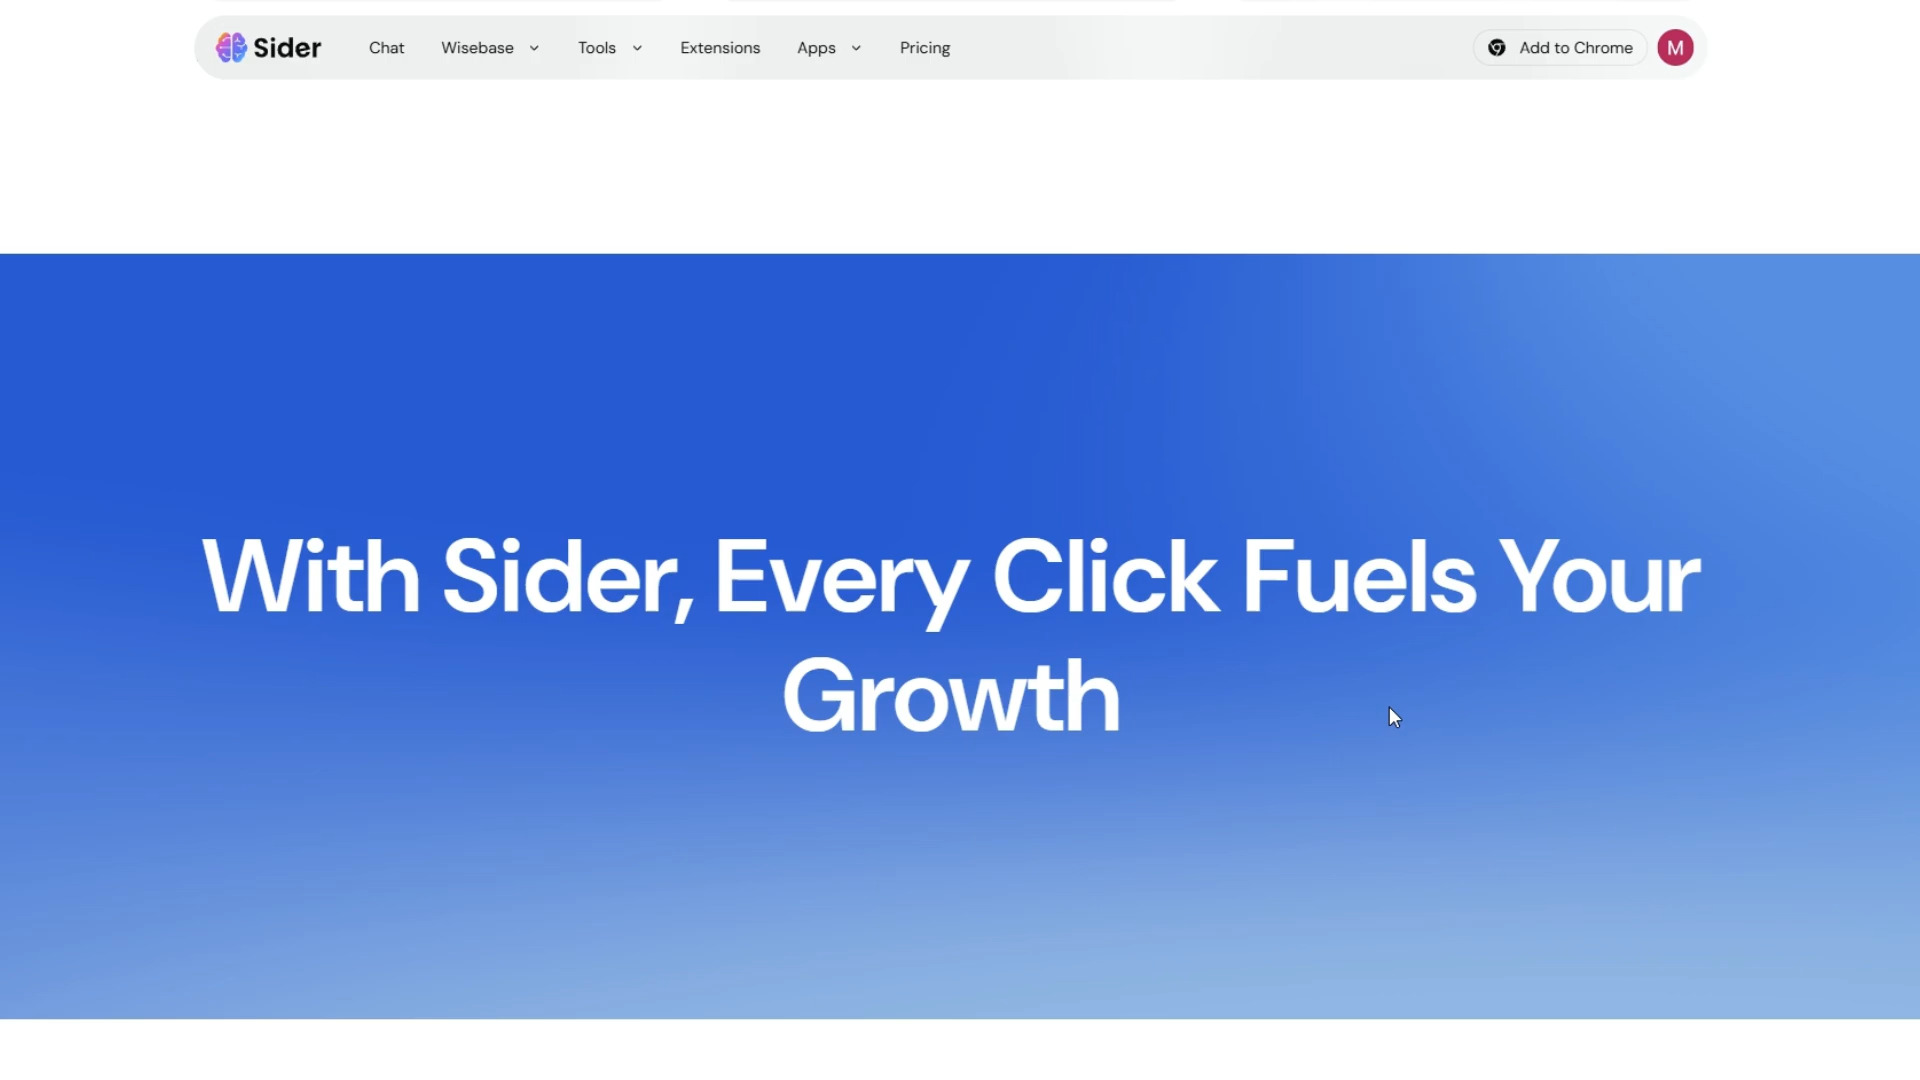 Sider Chat Wisebase Tools Extensions Apps Pricing Add to Chrome M
With Sider, Every Click Fuels Your
Growth